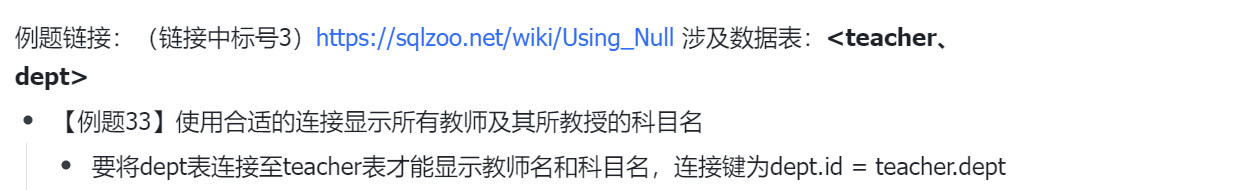 例题链接：（链接中标号3）https://sqlzoo.net/wiki/Using_Null 涉及数据表：<teacher、
dept>
【例题33】使用合适的连接显示所有教师及其所教授的科目名
要将dept表连接至teacher表才能显示教师名和科目名，连接键为dept.id = teacher.dept